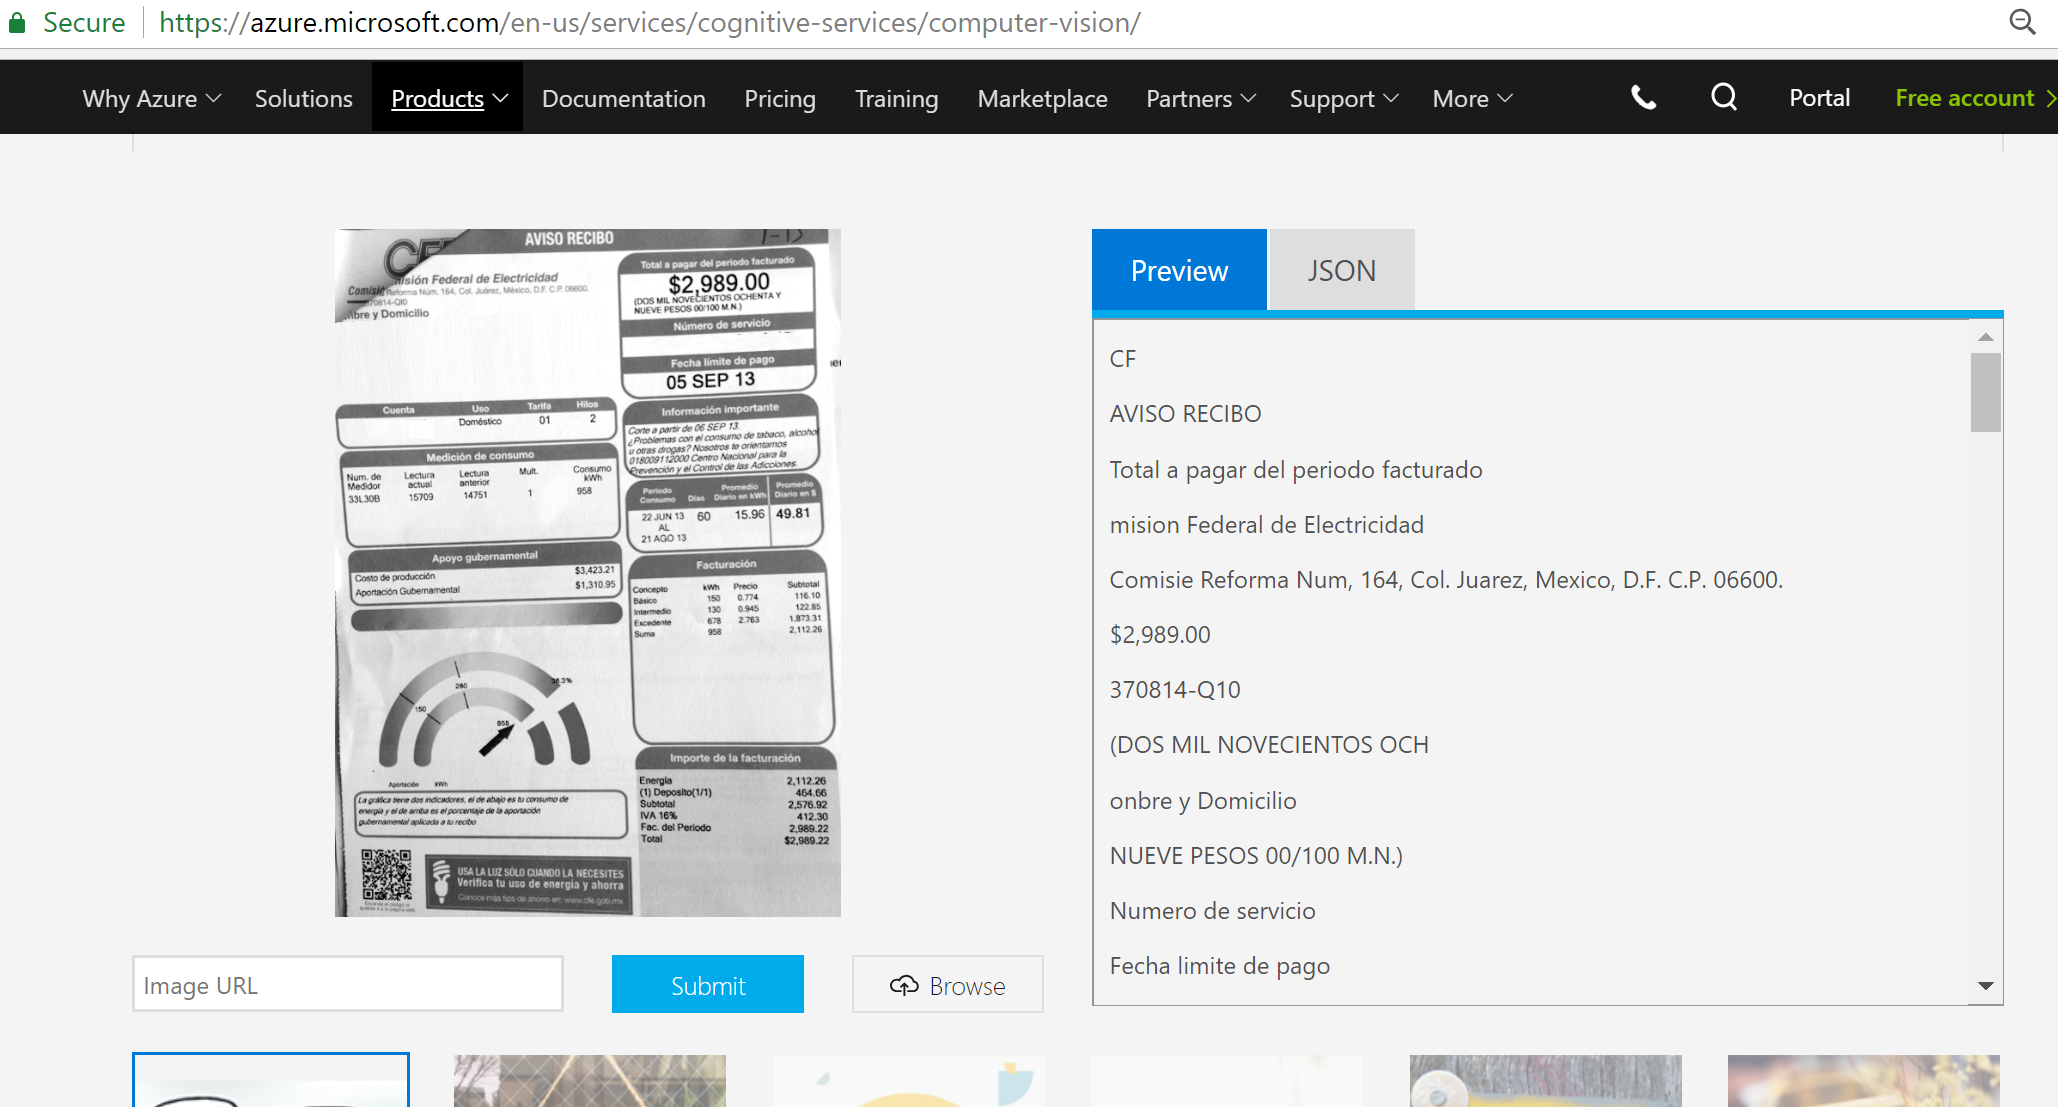 Secure
https://azure.microsoft.com/en-us/services/cognitive-services/computer-vision/
Why Azure
Solutions
Products
Documentation
Pricing
Training
Marketplace
Partners
Support
More
Portal
Free account
AVISO RECIBO
CFE
misión Federal de Electricidad
Comisió
Reforma Núm. 164, Col. Juárez, México, D.F. C.P. 06600.
370814-QI0
mbre y Domicilio
Total a pagar del periodo facturado
$2,989.00
(DOS MIL NOVECIENTOS OCHENTA Y
NUEVE PESOS 00/100 M.N.)
Número de servicio
Fecha límite de pago
05 SEP 13
Cuenta Uso Tarifa Hilos
Doméstico 01 2
Información importante
Corte a partir de 06 SEP 13.
¿Problemas con el consumo de tabaco, alcohol
u otras drogas? Nosotros te orientamos
018009112000 Centro Nacional para la
Prevención y el Control de las Adicciones.
Medición de consumo
Num. de Medidor Lectura actual Lectura anterior Mult. Consumo kWh
33L30B 15709 14751 1 958
Periodo Consumo Días Promedio Diario en kWh Promedio Diario en $
22 JUN 13 60 15.96 49.81
AL
21 AGO 13
Apoyo gubernamental
Costo de producción $3,423.21
Aportación Gubernamental $1,310.95
Facturación
Concepto kWh Precio Subtotal
Básico 150 0.774 116.10
Intermedio 130 0.945 122.85
Excedente 678 2.763 1,873.31
Suma 958 2,112.26
280
38.3%
150
958
Aportación kWh
La gráfica tiene dos indicadores, el de abajo es tu consumo de
energía y el de arriba es el porcentaje de la aportación
gubernamental aplicada a tu recibo
Importe de la facturación
Energía 2,112.26
(1) Deposito(1/1) 464.66
Subtotal 2,576.92
IVA 16% 412.30
Fac. del Periodo 2,989.22
Total $2,989.22
USA LA LUZ SÓLO CUANDO LA NECESITES
Verifica tu uso de energía y ahorra
Conoce más tips de ahorro en: www.cfe.gob.mx
Preview
JSON
CF
AVISO RECIBO
Total a pagar del periodo facturado
mision Federal de Electricidad
Comisie Reforma Num, 164, Col. Juarez, Mexico, D.F. C.P. 06600.
$2,989.00
370814-Q10
(DOS MIL NOVECIENTOS OCH
onbre y Domicilio
NUEVE PESOS 00/100 M.N.)
Numero de servicio
Fecha limite de pago
Image URL
Submit
Browse